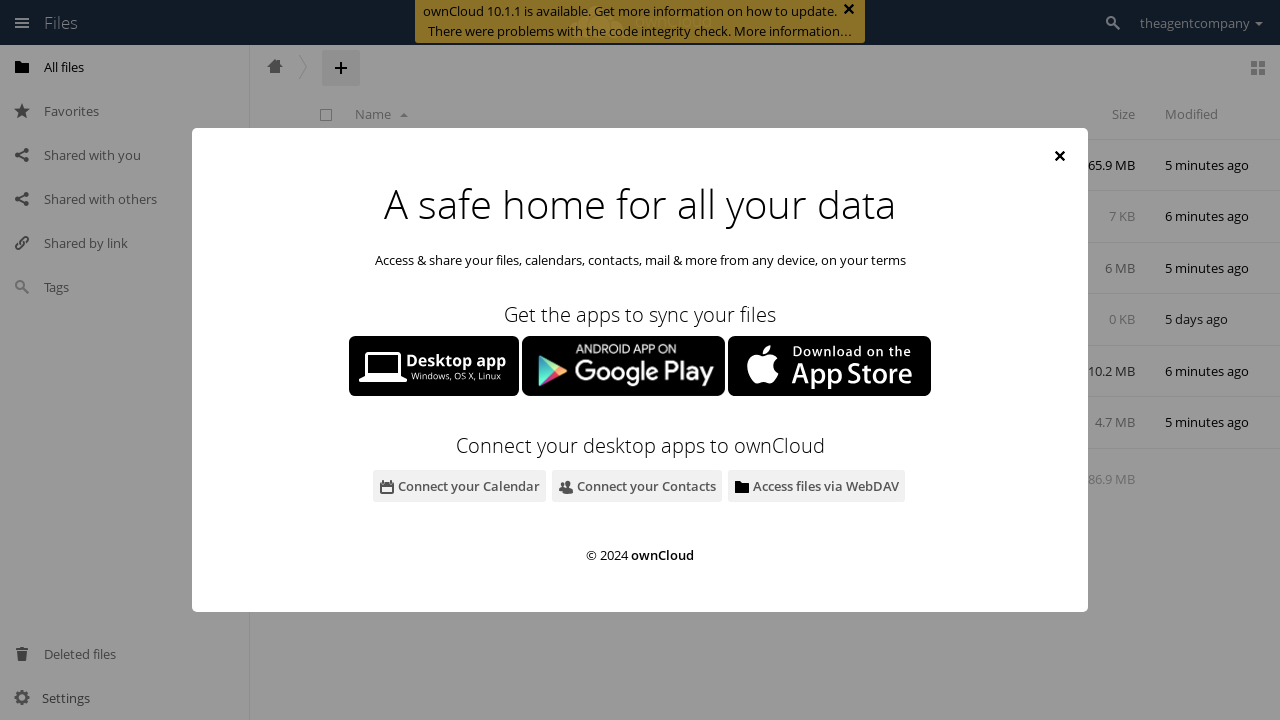 Files
ownCloud 10.1.1 is available. Get more information on how to update.
There were problems with the code integrity check. More information…
theagentcompany
All files
Favorites
Shared with you
Shared with others
Shared by link
Tags
Deleted files
Settings
Name
Size
Modified
65.9 MB
5 minutes ago
7 KB
6 minutes ago
6 MB
5 minutes ago
0 KB
5 days ago
10.2 MB
6 minutes ago
4.7 MB
5 minutes ago
86.9 MB
A safe home for all your data
Access & share your files, calendars, contacts, mail & more from any device, on your terms
Get the apps to sync your files
Desktop app
Windows, OS X, Linux
ANDROID APP ON
Google Play
Download on the
App Store
Connect your desktop apps to ownCloud
Connect your Calendar
Connect your Contacts
Access files via WebDAV
© 2024 ownCloud